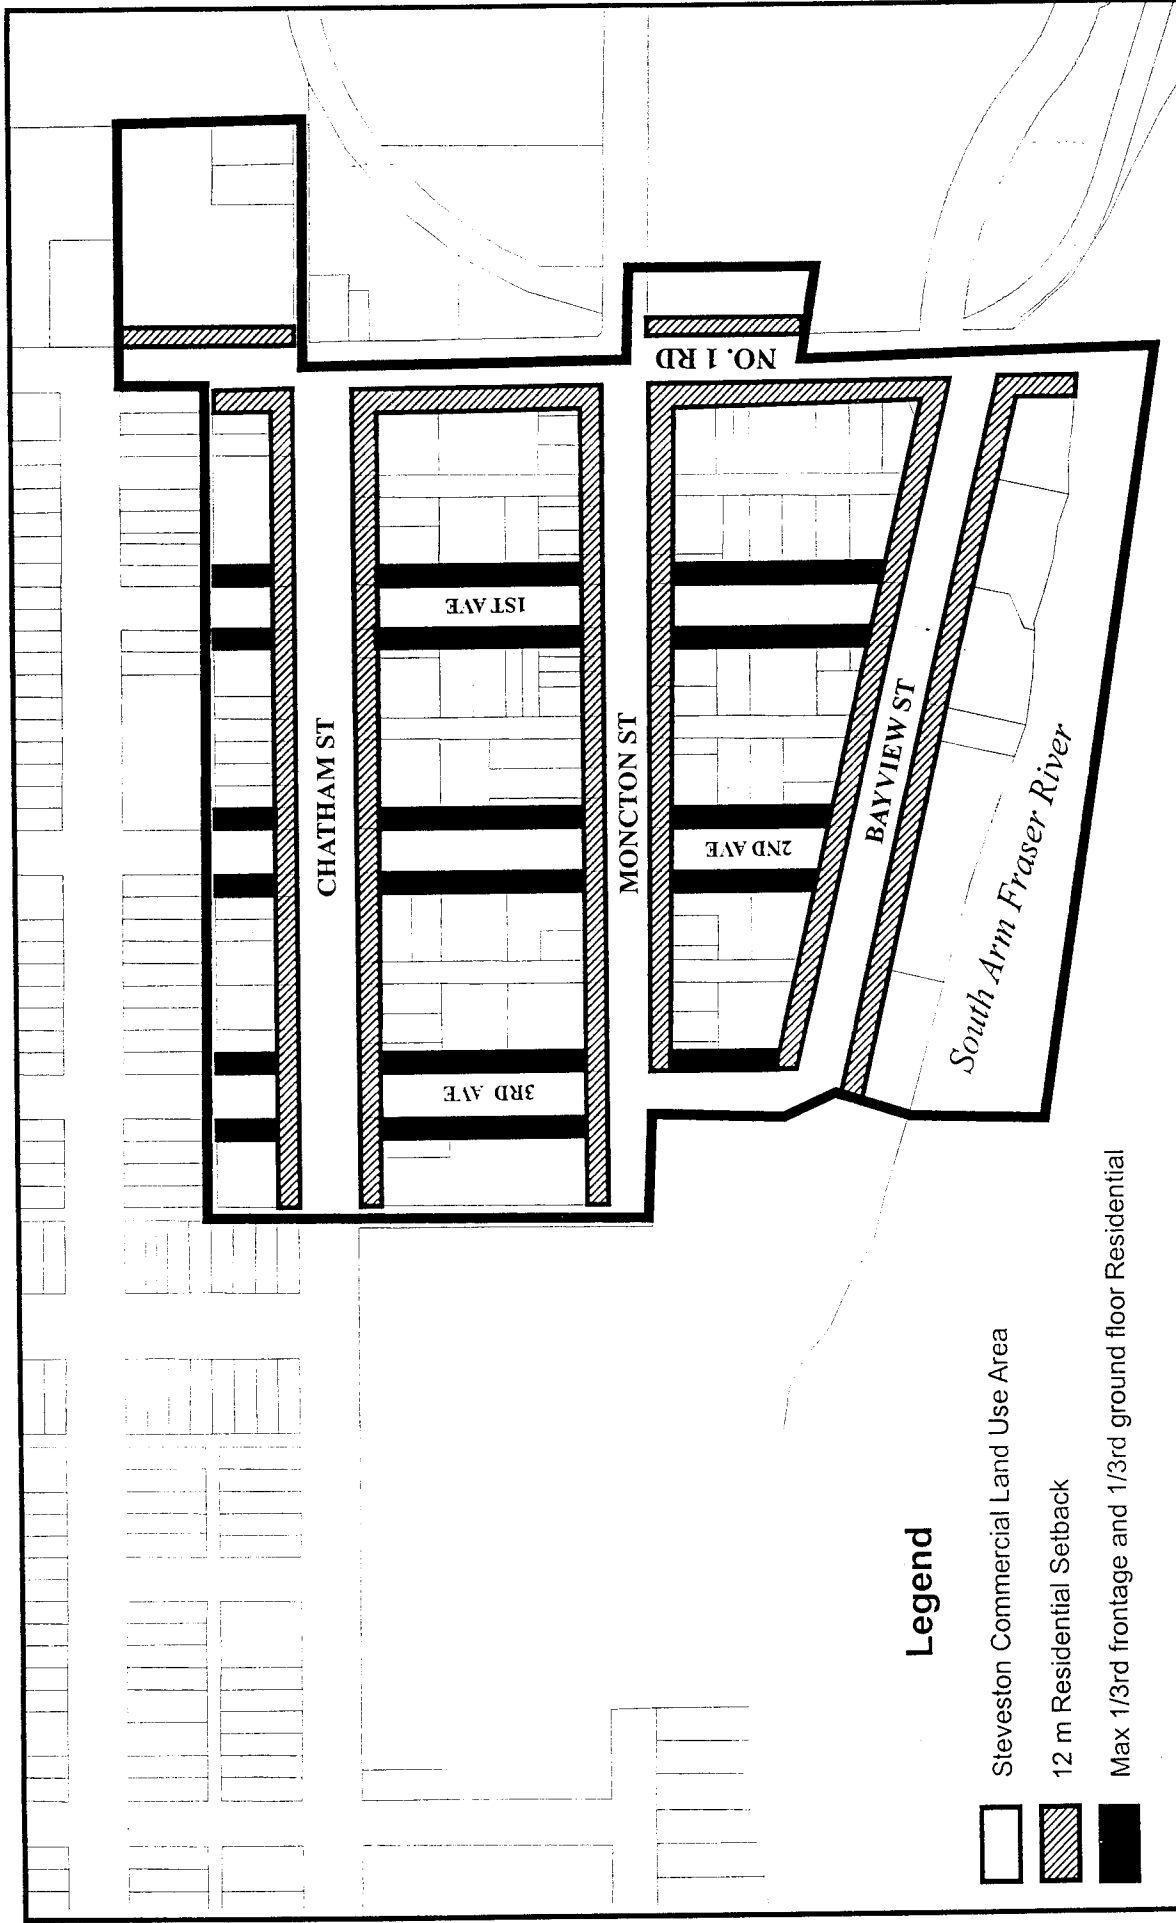 CHATHAM ST
MONCTON ST
BAYVIEW ST
NO. 1 RD
1ST AVE
2ND AVE
3RD AVE
South Arm Fraser River
Legend
Steveston Commercial Land Use Area
12 m Residential Setback
Max 1/3rd frontage and 1/3rd ground floor Residential